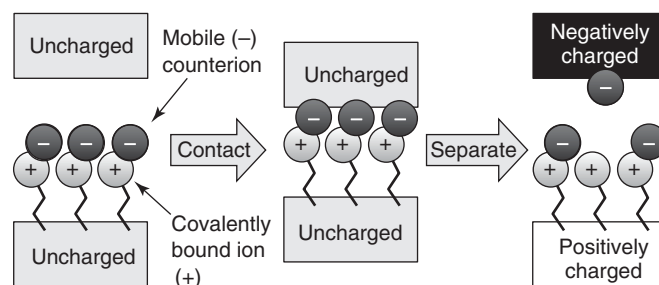 Uncharged
Mobile (–)
counterion
– – –
+ + +
Covalently
bound ion
(+)
Uncharged
Contact
Uncharged
– – –
+ + +
Uncharged
Separate
Negatively
charged
–
– –
+ + +
Positively
charged